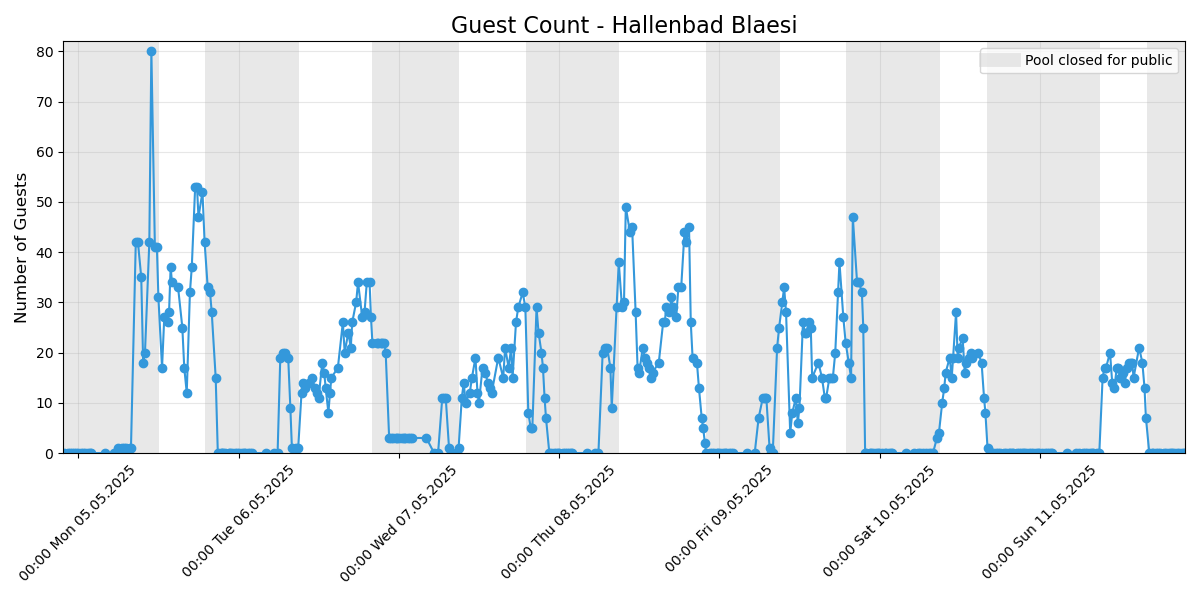 Guest Count - Hallenbad Blaesi
Pool closed for public
Number of Guests
80
70
60
50
40
30
20
10
0
00:00 Mon 05.05.2025
00:00 Tue 06.05.2025
00:00 Wed 07.05.2025
00:00 Thu 08.05.2025
00:00 Fri 09.05.2025
00:00 Sat 10.05.2025
00:00 Sun 11.05.2025